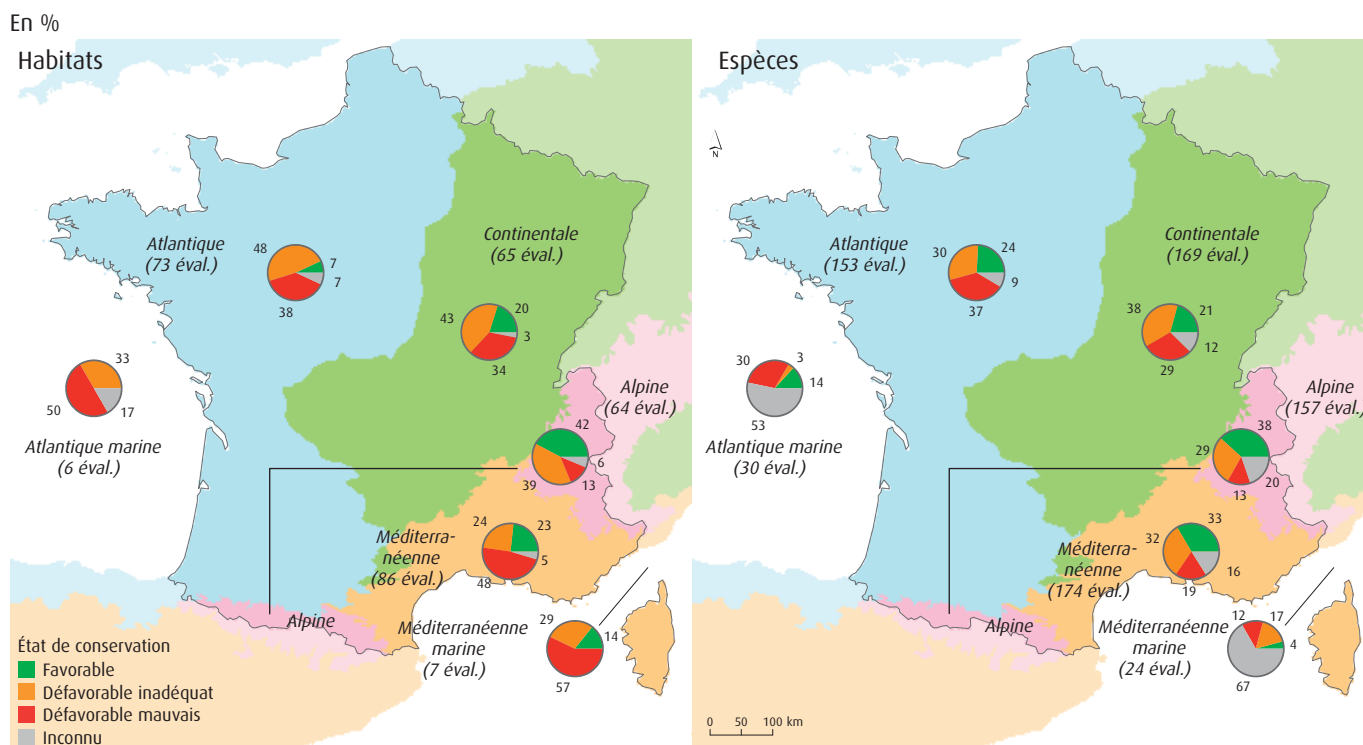 En %
Habitats
Atlantique
(73 éval.)
48
7
7
38
Continentale
(65 éval.)
43
20
3
34
33
50
17
Atlantique marine
(6 éval.)
Alpine
(64 éval.)
42
6
39
13
Méditerra-
néenne
(86 éval.)
24
23
5
48
Alpine
Méditerranéenne
marine
(7 éval.)
29
14
57
État de conservation
Favorable
Défavorable inadéquat
Défavorable mauvais
Inconnu
Espèces
N
Atlantique
(153 éval.)
30
24
9
37
Continentale
(169 éval.)
38
21
12
29
30
3
14
53
Atlantique marine
(30 éval.)
Alpine
(157 éval.)
38
29
20
13
Méditerra-
néenne
(174 éval.)
33
32
16
19
Alpine
Méditerranéenne
marine
(24 éval.)
12
17
4
67
0 50 100 km